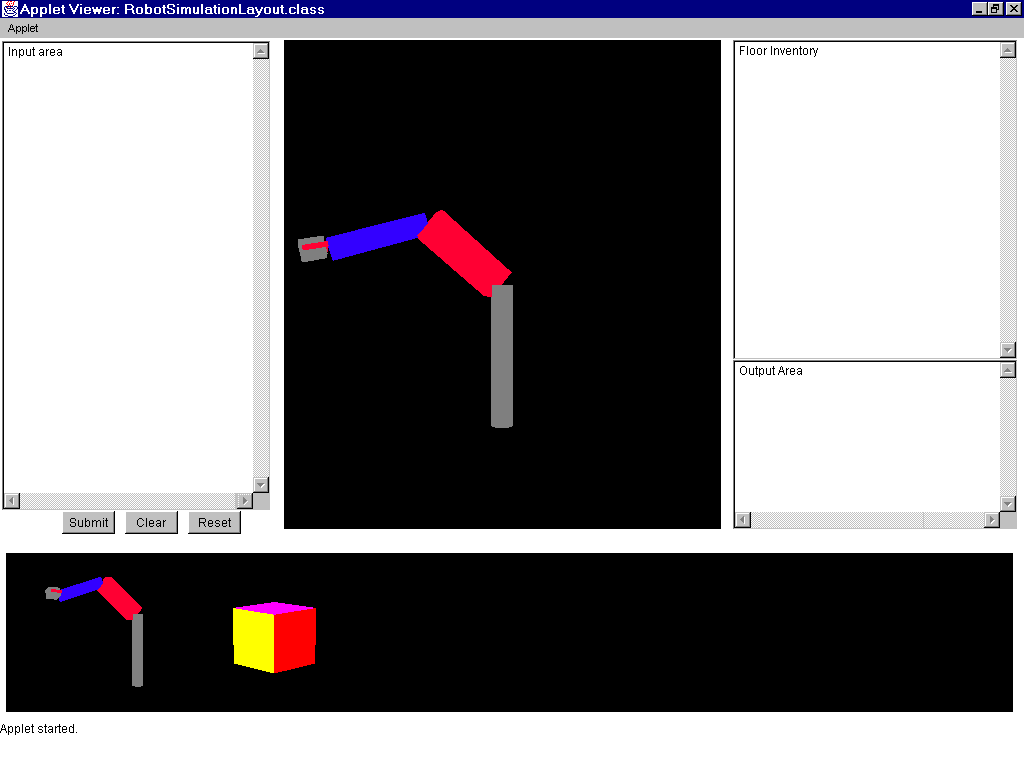 Applet Viewer: RobotSimulationLayout.class
Applet
Input area
Floor Inventory
Output Area
Submit
Clear
Reset
Applet started.